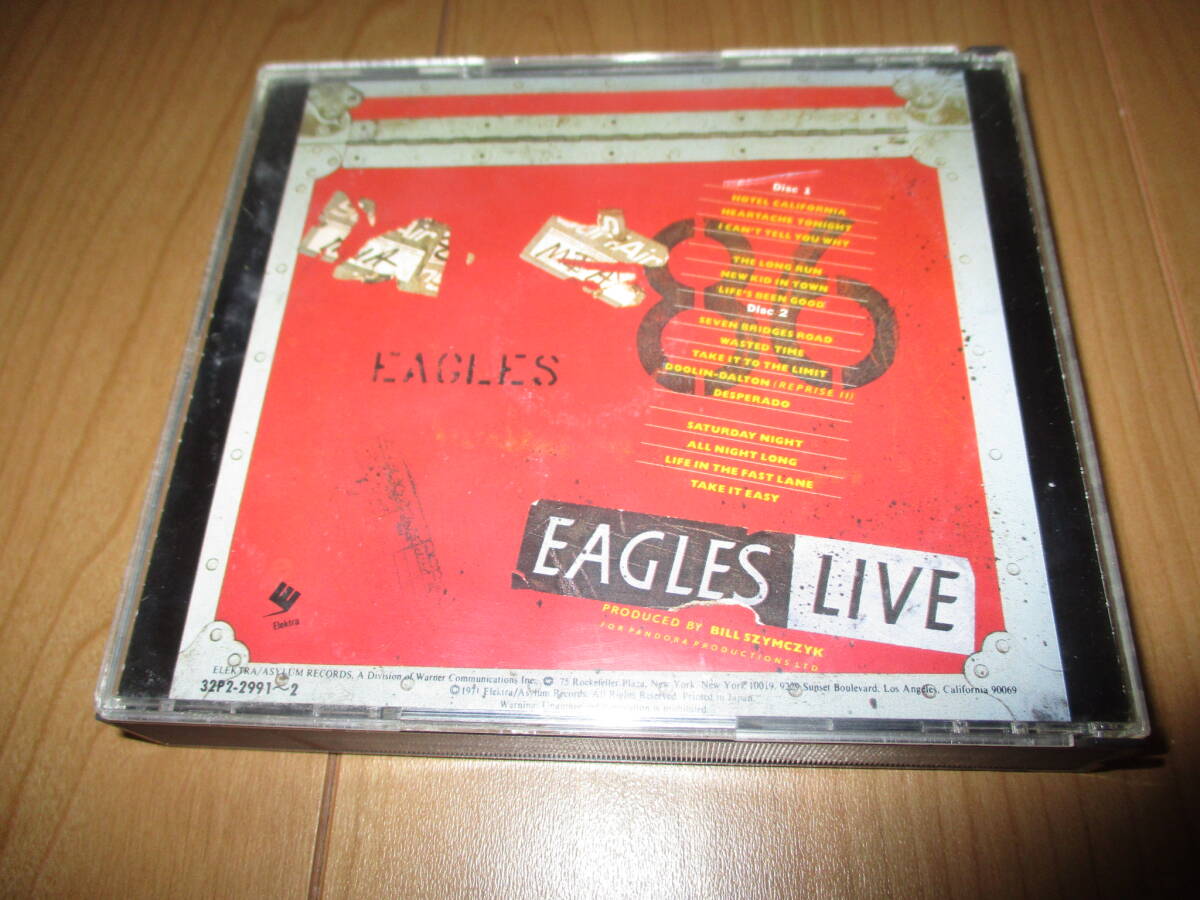 Disc 1
HOTEL CALIFORNIA
HEARTACHE TONIGHT
I CAN'T TELL YOU WHY
THE LONG RUN
NEW KID IN TOWN
'LIFE'S BEEN GOOD'
Disc 2
SEVEN BRIDGES ROAD
WASTED TIME
TAKE IT TO THE LIMIT
DOOLIN-DALTON (REPRISE II)
DESPERADO
SATURDAY NIGHT
ALL NIGHT LONG
LIFE IN THE FAST LANE
TAKE IT EASY
EAGLES
EAGLES LIVE
PRODUCED BY BILL SZYMCZYK
FOR PANDORA PRODUCTIONS LTD
Elektra
ELEKTRA/ASYLUM RECORDS, A Division of Warner Communications Inc. 75 Rockefeller Plaza, New York, New York 10019. 9229 Sunset Boulevard, Los Angeles, California 90069
32P2-2991~2
Elektra/Asylum Records. All Rights Reserved. Printed in Japan.
Warning: is prohibited.